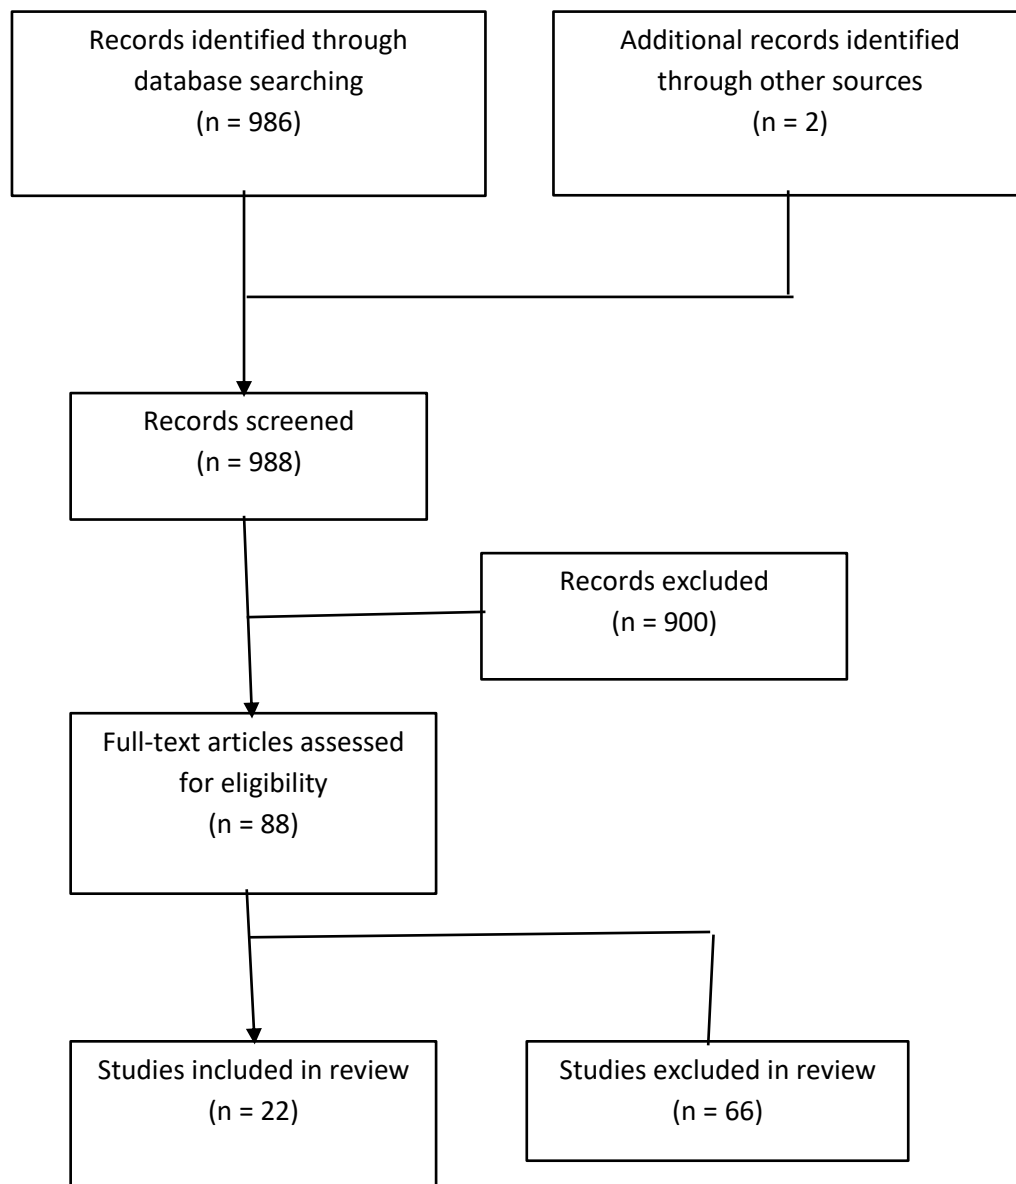 Records identified through
database searching
(n = 986)
Additional records identified
through other sources
(n = 2)
Records screened
(n = 988)
Records excluded
(n = 900)
Full-text articles assessed
for eligibility
(n = 88)
Studies included in review
(n = 22)
Studies excluded in review
(n = 66)